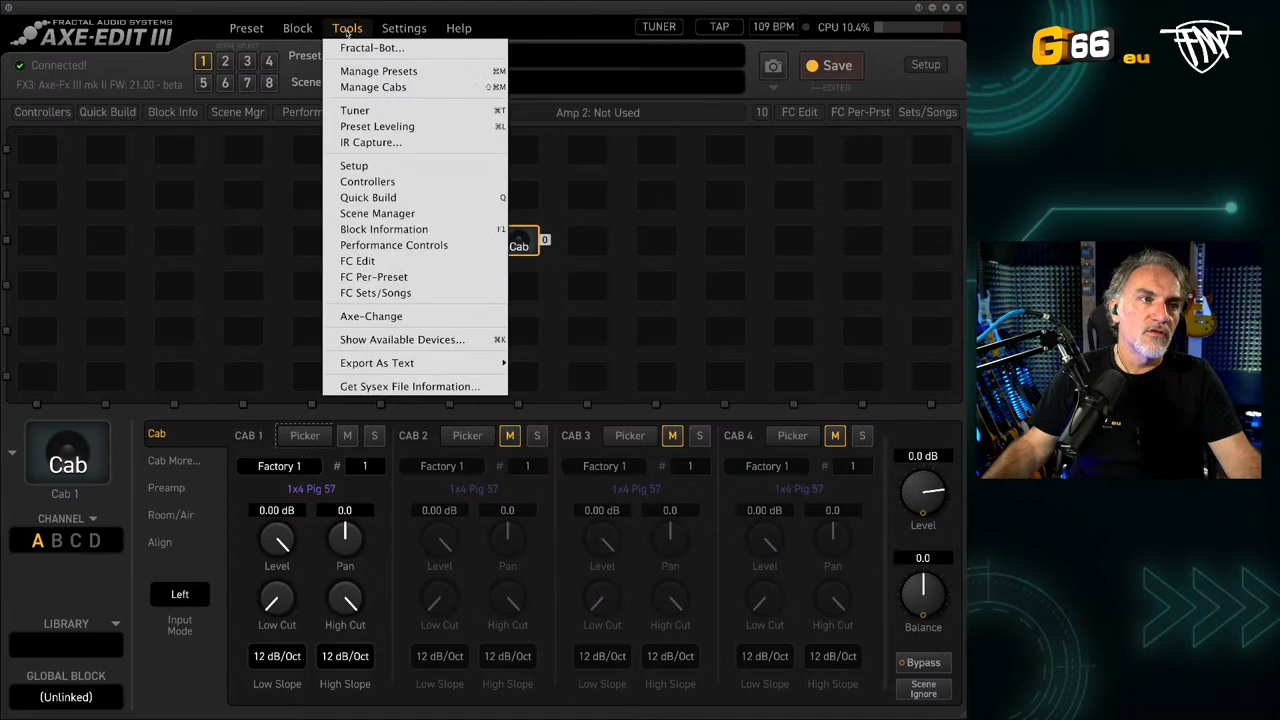 FRACTAL AUDIO SYSTEMS
AXE-EDIT III
Preset Block Tools Settings Help
TUNER TAP 109 BPM CPU 10.4%
Connected!
FX3: Axe-Fx III mk II FW: 21.00 - beta
SCENE SELECT
1 2 3 4
5 6 7 8
Preset
Scene
Save
EDITED
Setup
Controllers Quick Build Block Info Scene Mgr Perform
Amp 2: Not Used
10 FC Edit FC Per-Prst Sets/Songs
Fractal-Bot...
Manage Presets ⌘M
Manage Cabs ⇧⌘M
Tuner ⌘T
Preset Leveling ⌘L
IR Capture...
Setup
Controllers
Quick Build Q
Scene Manager
Block Information F1
Performance Controls
FC Edit
FC Per-Preset
FC Sets/Songs
Axe-Change
Show Available Devices... ⌘K
Export As Text
Get Sysex File Information...
Cab 0
Cab
Cab 1
CHANNEL
A B C D
LIBRARY
GLOBAL BLOCK
(Unlinked)
Cab
Cab More...
Preamp
Room/Air
Align
Left
Input
Mode
CAB 1 Picker M S CAB 2 Picker M S CAB 3 Picker M S CAB 4 Picker M S
Factory 1 # 1 Factory 1 # 1 Factory 1 # 1 Factory 1 # 1
1x4 Pig 57 1x4 Pig 57 1x4 Pig 57 1x4 Pig 57
0.00 dB 0.0 0.00 dB 0.0 0.00 dB 0.0 0.00 dB 0.0
Level Pan Level Pan Level Pan Level Pan
Low Cut High Cut Low Cut High Cut Low Cut High Cut Low Cut High Cut
12 dB/Oct 12 dB/Oct 12 dB/Oct 12 dB/Oct 12 dB/Oct 12 dB/Oct 12 dB/Oct 12 dB/Oct
Low Slope High Slope Low Slope High Slope Low Slope High Slope Low Slope High Slope
0.0 dB
Level
0.0
Balance
Bypass
Scene
Ignore
G66
eu
FMT